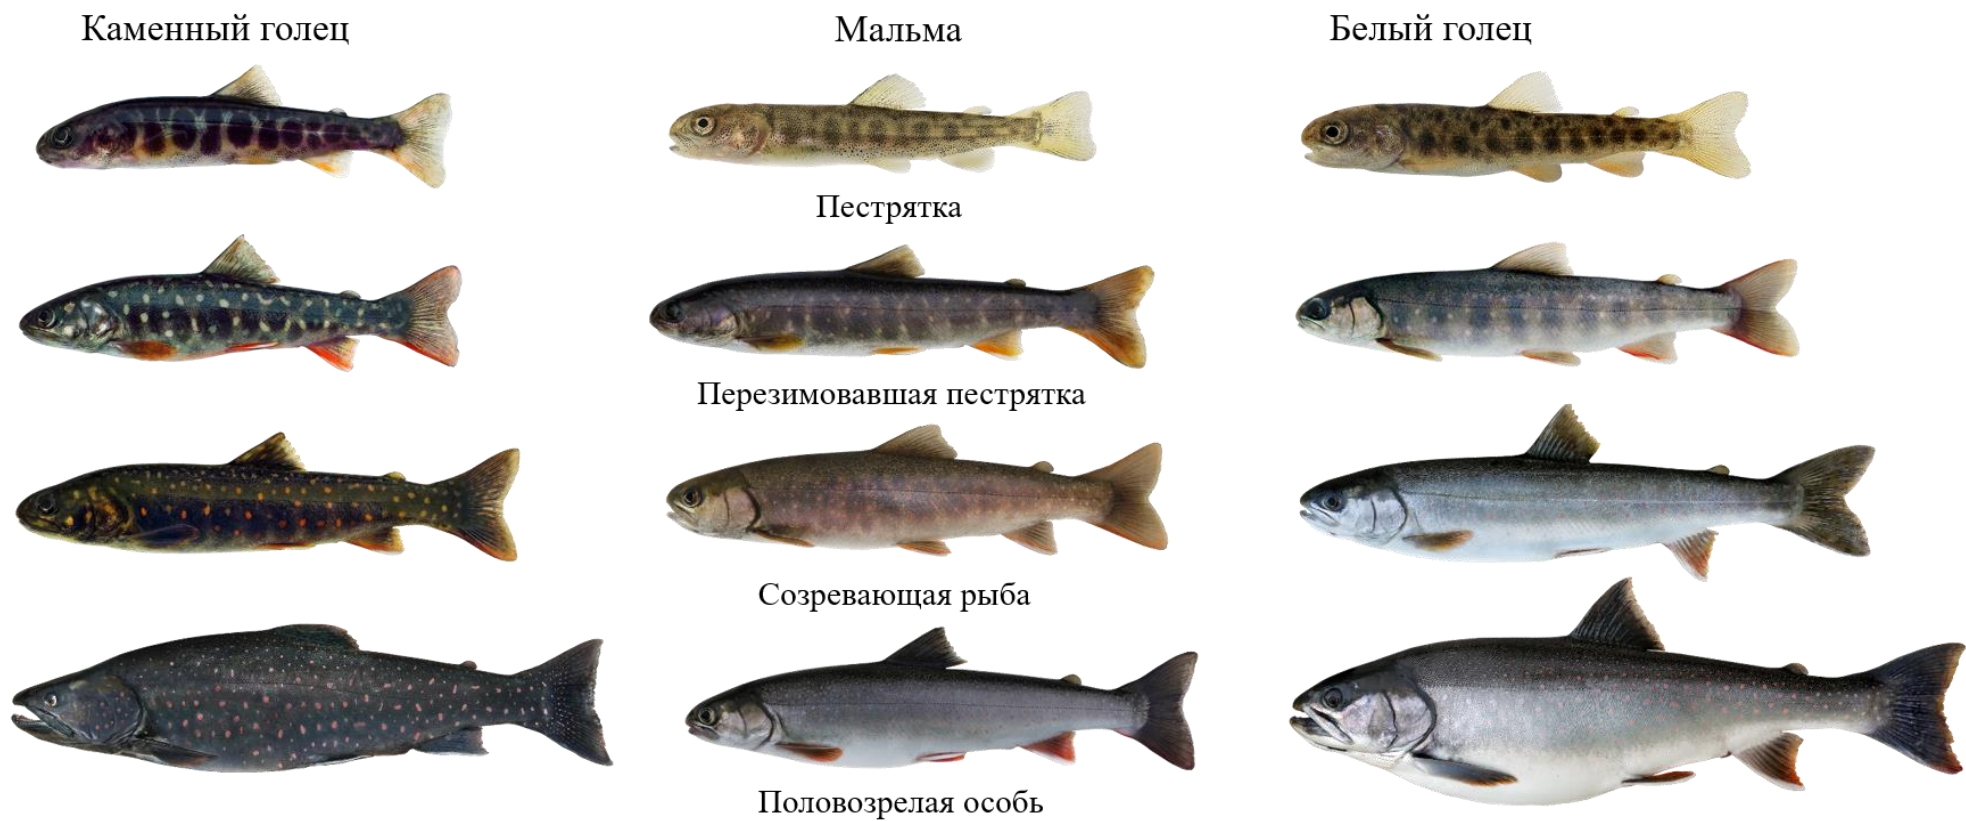 Каменный голец
Мальма
Белый голец
Пестрятка
Перезимовавшая пестрятка
Созревающая рыба
Половозрелая особь